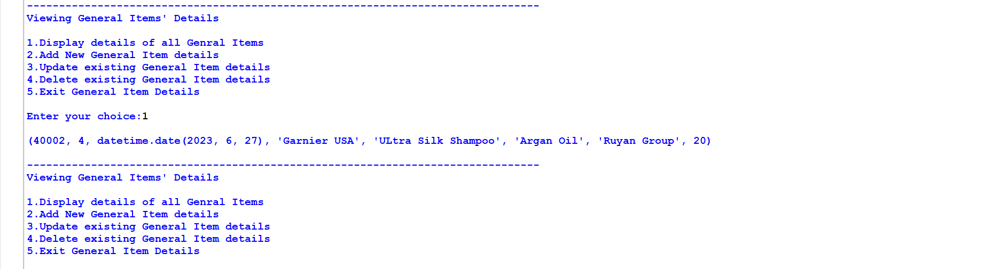 --------------------------------------------------------------------------------
Viewing General Items' Details
1.Display details of all Genral Items
2.Add New General Item details
3.Update existing General Item details
4.Delete existing General Item details
5.Exit General Item Details
Enter your choice:1
(40002, 4, datetime.date(2023, 6, 27), 'Garnier USA', 'ULtra Silk Shampoo', 'Argan Oil', 'Ruyan Group', 20)
--------------------------------------------------------------------------------
Viewing General Items' Details
1.Display details of all Genral Items
2.Add New General Item details
3.Update existing General Item details
4.Delete existing General Item details
5.Exit General Item Details